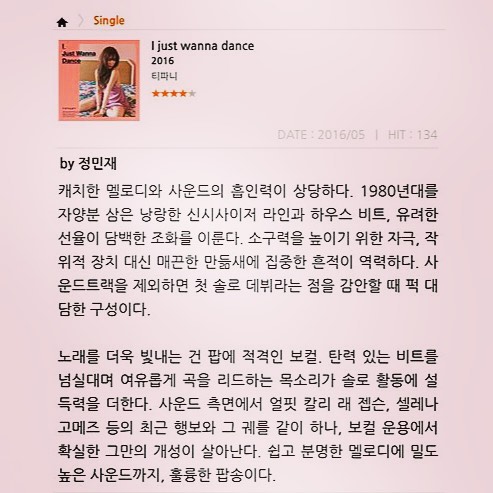 Single
I Just Wanna Dance
I just wanna dance
2016
티파니
★★★★★
DATE : 2016/05 | HIT : 134
by 정민재
캐치한 멜로디와 사운드의 흡인력이 상당하다. 1980년대를
자양분 삼은 낭랑한 신시사이저 라인과 하우스 비트, 유려한
선율이 담백한 조화를 이룬다. 소구력을 높이기 위한 자극, 작
위적 장치 대신 매끈한 만듦새에 집중한 흔적이 역력하다. 사
운드트랙을 제외하면 첫 솔로 데뷔라는 점을 감안할 때 퍽 대
담한 구성이다.
노래를 더욱 빛내는 건 팝에 적격인 보컬. 탄력 있는 비트를
넘실대며 여유롭게 곡을 리드하는 목소리가 솔로 활동에 설
득력을 더한다. 사운드 측면에서 얼핏 칼리 래 젭슨, 셀레나
고메즈 등의 최근 행보와 그 궤를 같이 하나, 보컬 운용에서
확실한 그만의 개성이 살아난다. 쉽고 분명한 멜로디에 밀도
높은 사운드까지, 훌륭한 팝송이다.